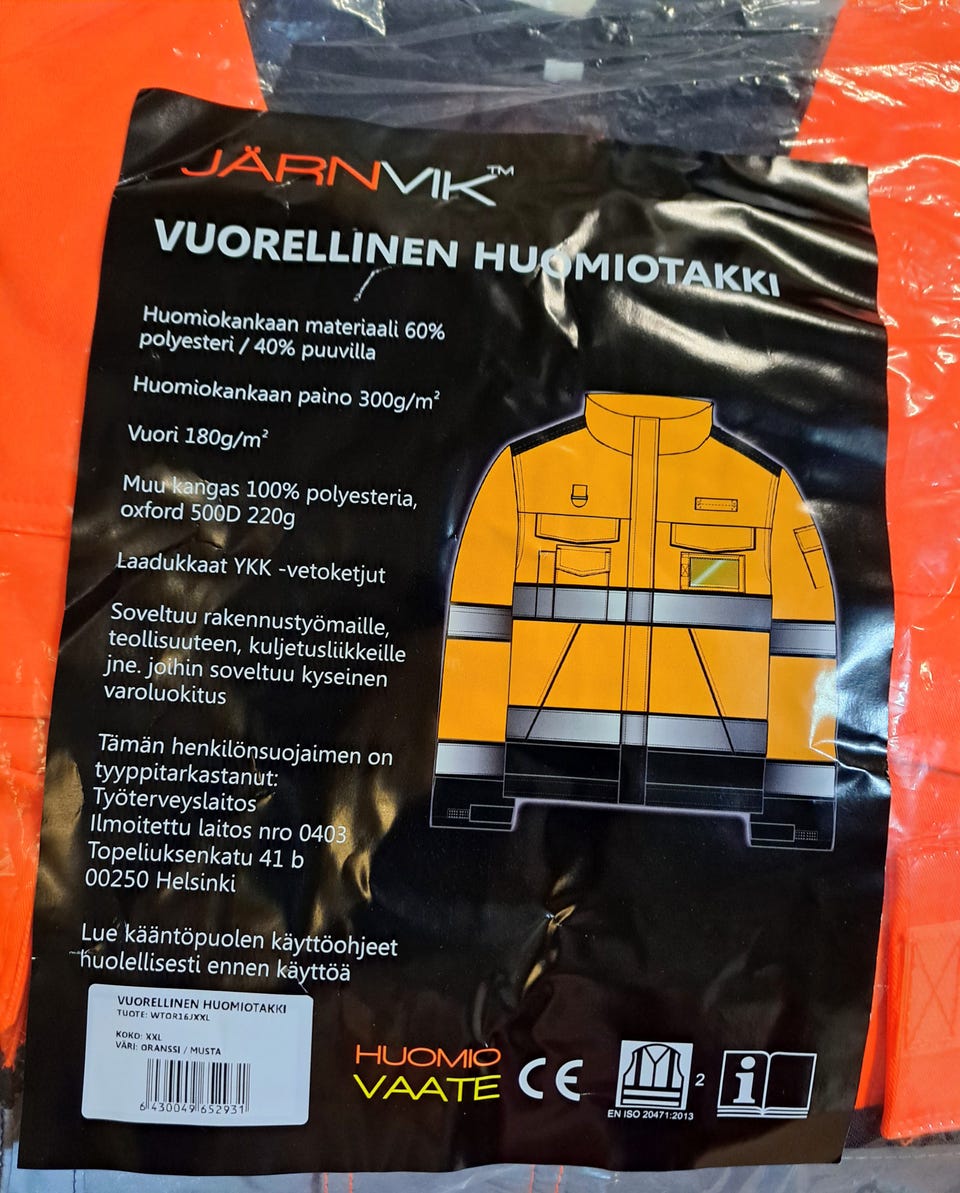 JÄRNVIK™
VUORELLINEN HUOMIOTAKKI
Huomiokankaan materiaali 60%
polyesteri / 40% puuvilla
Huomiokankaan paino 300g/m²
Vuori 180g/m²
Muu kangas 100% polyesteria,
oxford 500D 220g
Laadukkaat YKK -vetoketjut
Soveltuu rakennustyömaille,
teollisuuteen, kuljetusliikkeille
jne. joihin soveltuu kyseinen
varoluokitus
Tämän henkilönsuojaimen on
tyyppitarkastanut:
Työterveyslaitos
Ilmoitettu laitos nro 0403
Topeliuksenkatu 41 b
00250 Helsinki
Lue kääntöpuolen käyttöohjeet
huolellisesti ennen käyttöä
VUORELLINEN HUOMIOTAKKI
TUOTE: WTOR16JXXL
KOKO: XXL
VÄRI: ORANSSI / MUSTA
6 430049 652931
HUOMIO
VAATE
CE
2
EN ISO 20471:2013
i